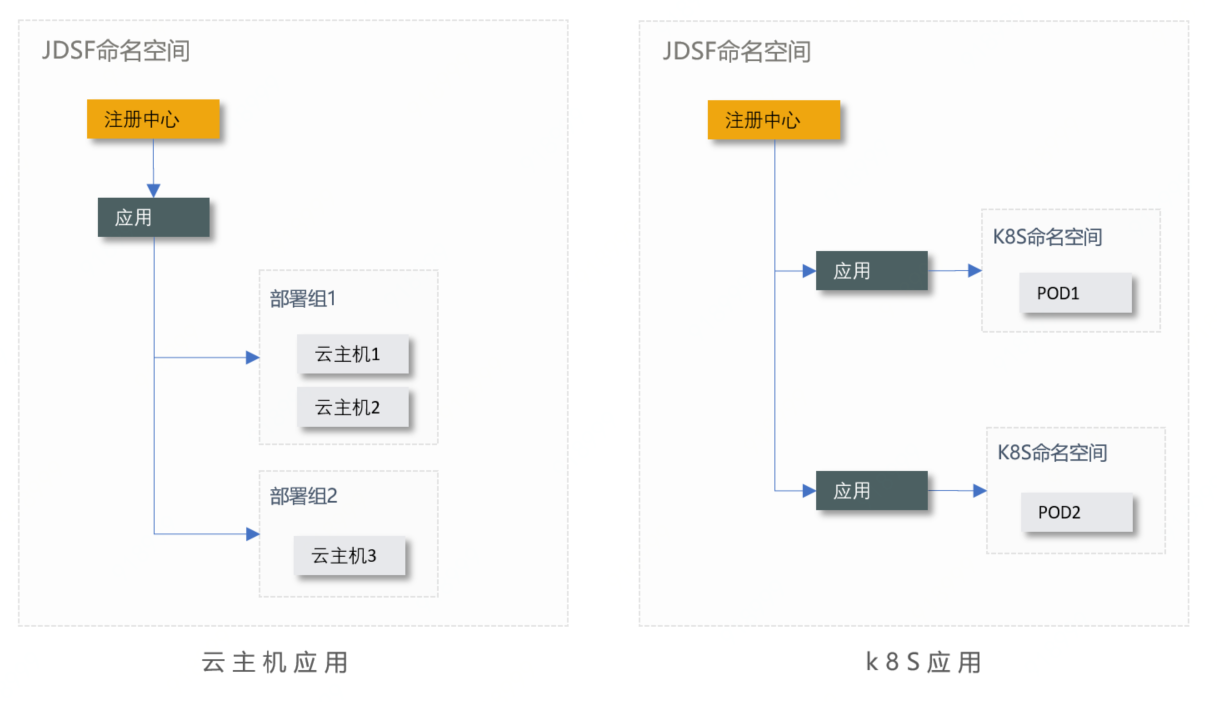 JDSF命名空间
注册中心
应用
部署组1
云主机1
云主机2
部署组2
云主机3
云主机应用
JDSF命名空间
注册中心
K8S命名空间
应用
POD1
K8S命名空间
应用
POD2
k8S应用